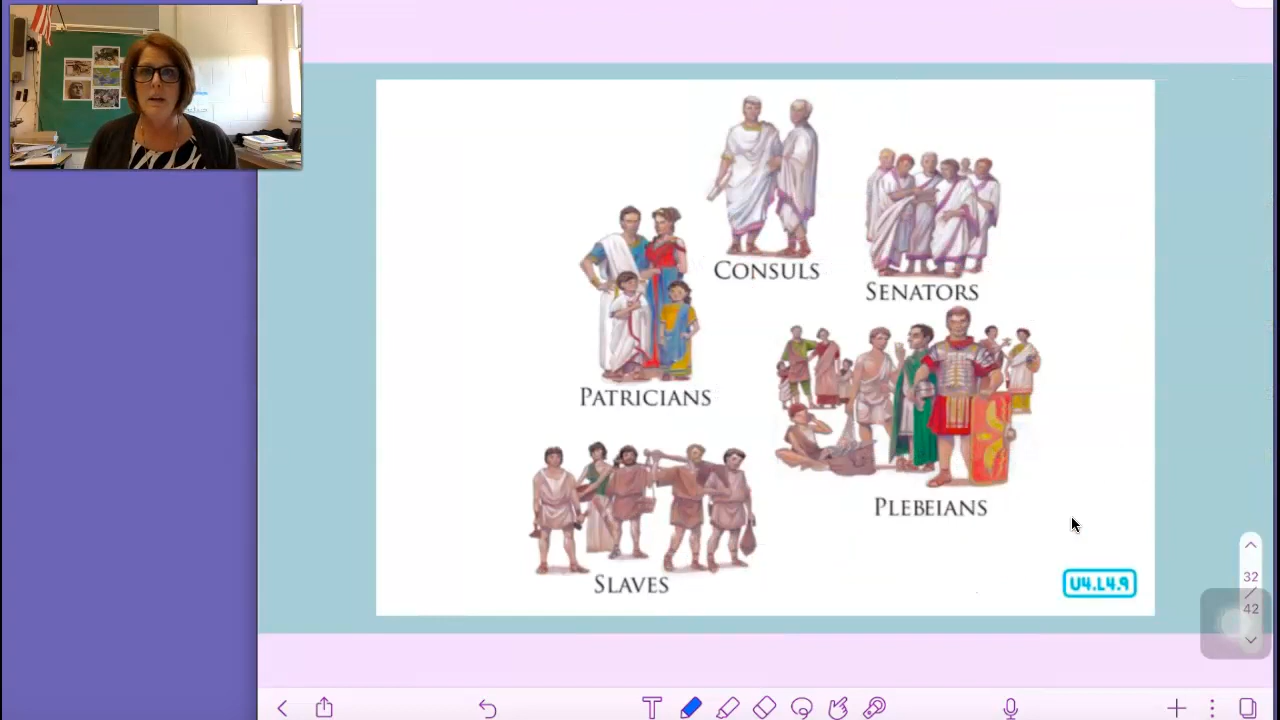 CONSULS
SENATORS
PATRICIANS
PLEBEIANS
SLAVES
U4.L4.9
32
42
T